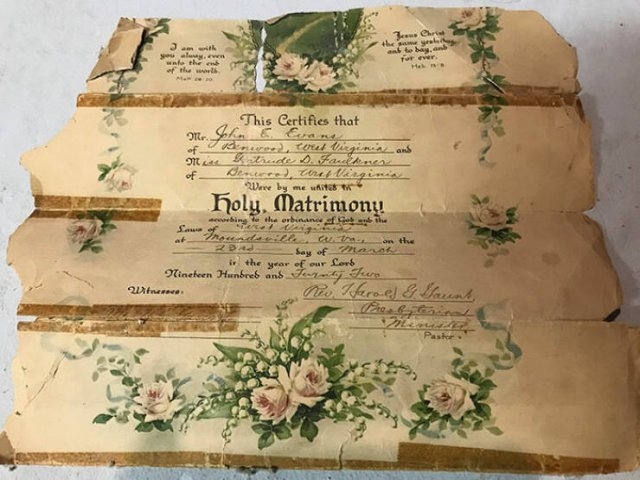 I am with
you alway, even
unto the end
of the world.
Matt. 28-20.
Jesus Christ
the same yesterday,
and to day, and
for ever.
Heb. 13-8.
This Certifies that
Mr. John E. Evans
of Benwood, West Virginia and
Miss Gertrude D. Faulkner
of Benwood, West Virginia
Were by me united in
Holy Matrimony
according to the ordinance of God and the
Laws of West Virginia
at Moundsville, W. Va., on the
23rd day of March
in the year of our Lord
Nineteen Hundred and Twenty Two
Witnesses:
Rev. Harold G. Gaunt,
Presbyterian
Minister
Pastor.